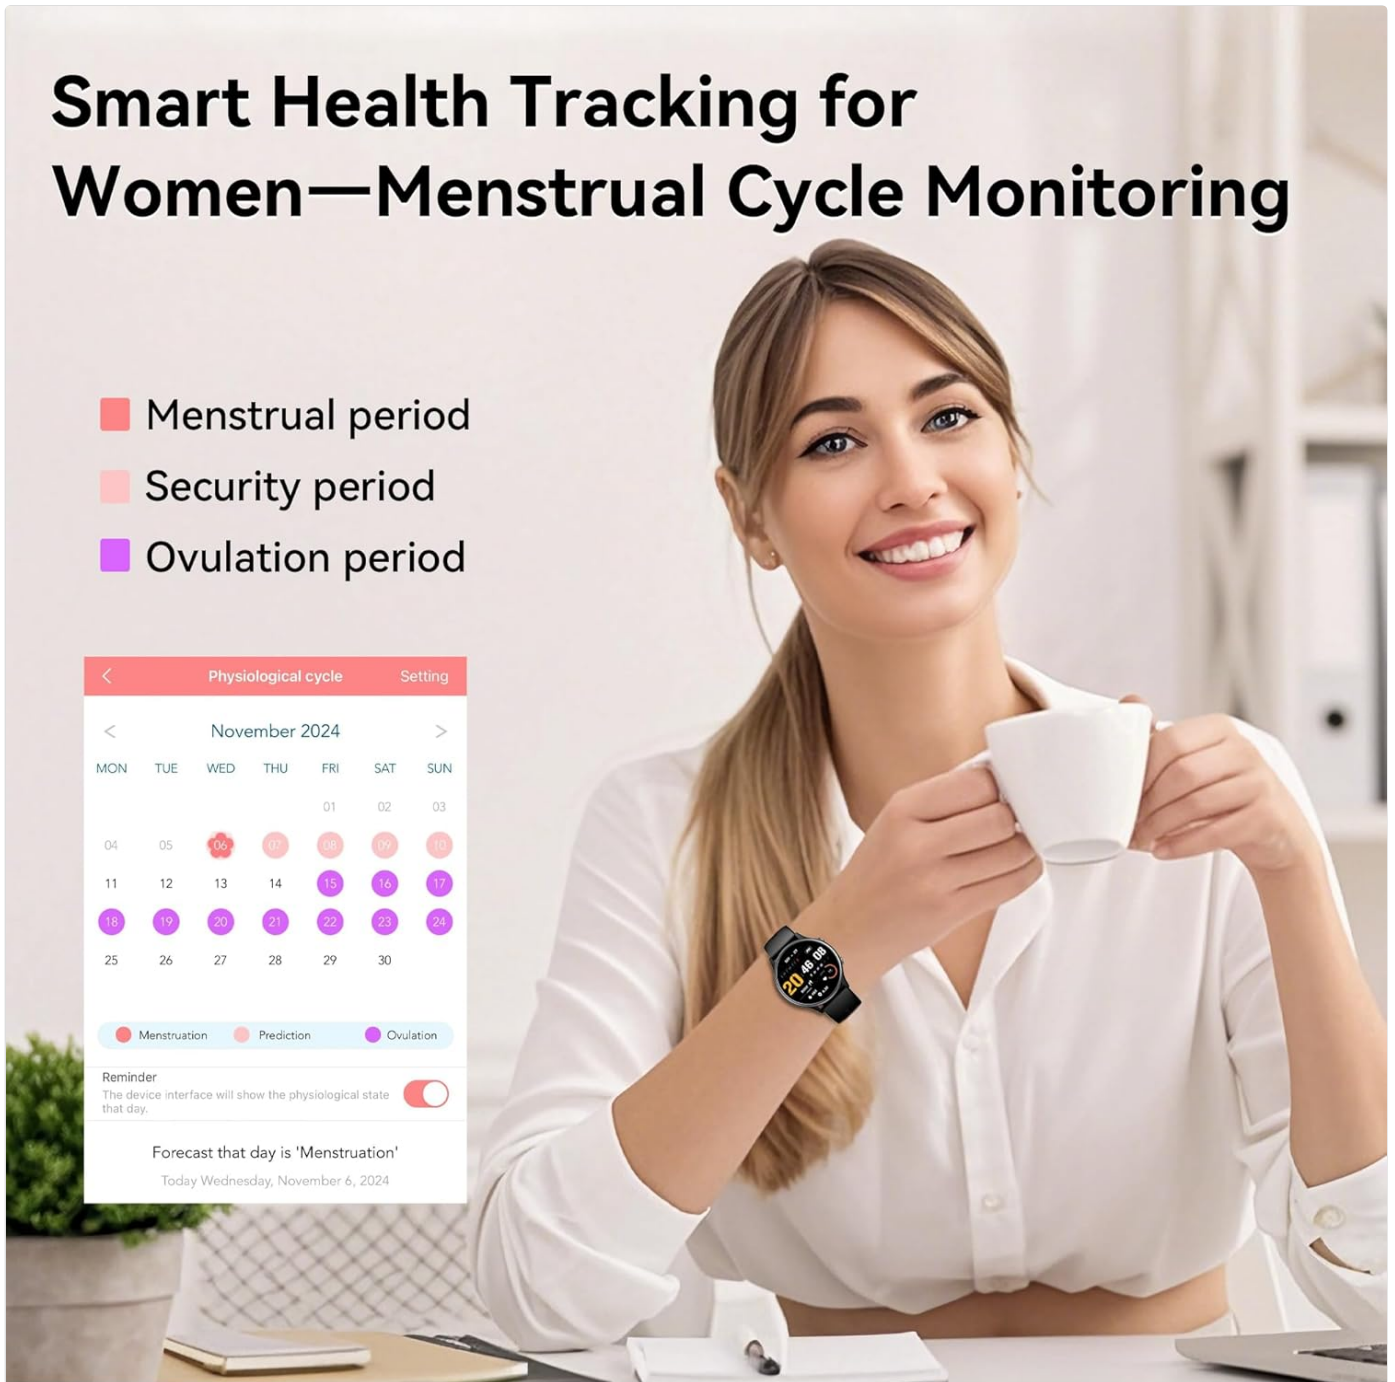 Smart Health Tracking for
Women—Menstrual Cycle Monitoring
Menstrual period
Security period
Ovulation period
Physiological cycle Setting
< November 2024 >
MON TUE WED THU FRI SAT SUN
01 02 03
04 05 06 07 08 09 10
11 12 13 14 15 16 17
18 19 20 21 22 23 24
25 26 27 28 29 30
Menstruation Prediction Ovulation
Reminder
The device interface will show the physiological state
that day.
Forecast that day is 'Menstruation'
Today Wednesday, November 6, 2024
20 46 08